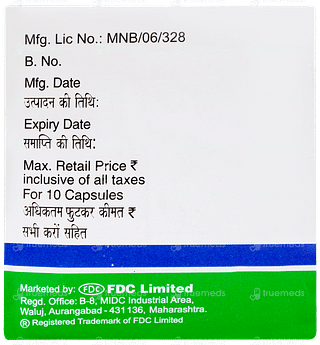 Mfg. Lic No.: MNB/06/328
B. No.
Mfg. Date
उत्पादन की तिथि:
Expiry Date
समाप्ति की तिथि:
Max. Retail Price ₹
inclusive of all taxes
For 10 Capsules
अधिकतम फुटकर कीमत ₹
सभी करों सहित
Marketed by: FDC FDC Limited
Regd. Office: B-8, MIDC Industrial Area,
Waluj, Aurangabad - 431 136, Maharashtra.
® Registered Trademark of FDC Limited
truemeds